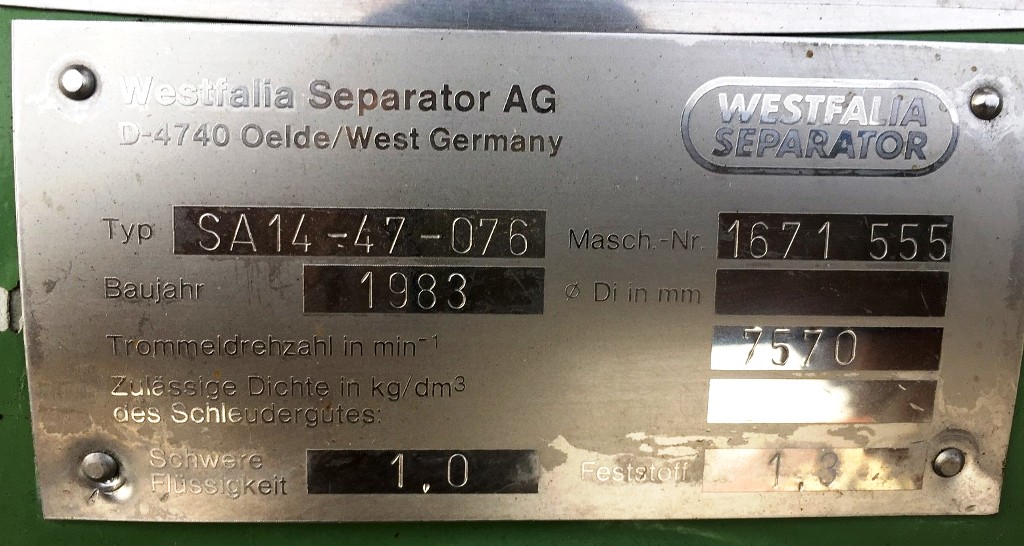 Westfalia Separator AG
D-4740 Oelde/West Germany
WESTFALIA
SEPARATOR
Typ SA14-47-076 Masch.-Nr. 1671 555
Baujahr 1983 ø Di in mm
Trommeldrehzahl in min-1 7570
Zulässige Dichte in kg/dm³
des Schleudergutes:
Schwere
Flüssigkeit 1,0 Feststoff 1,3